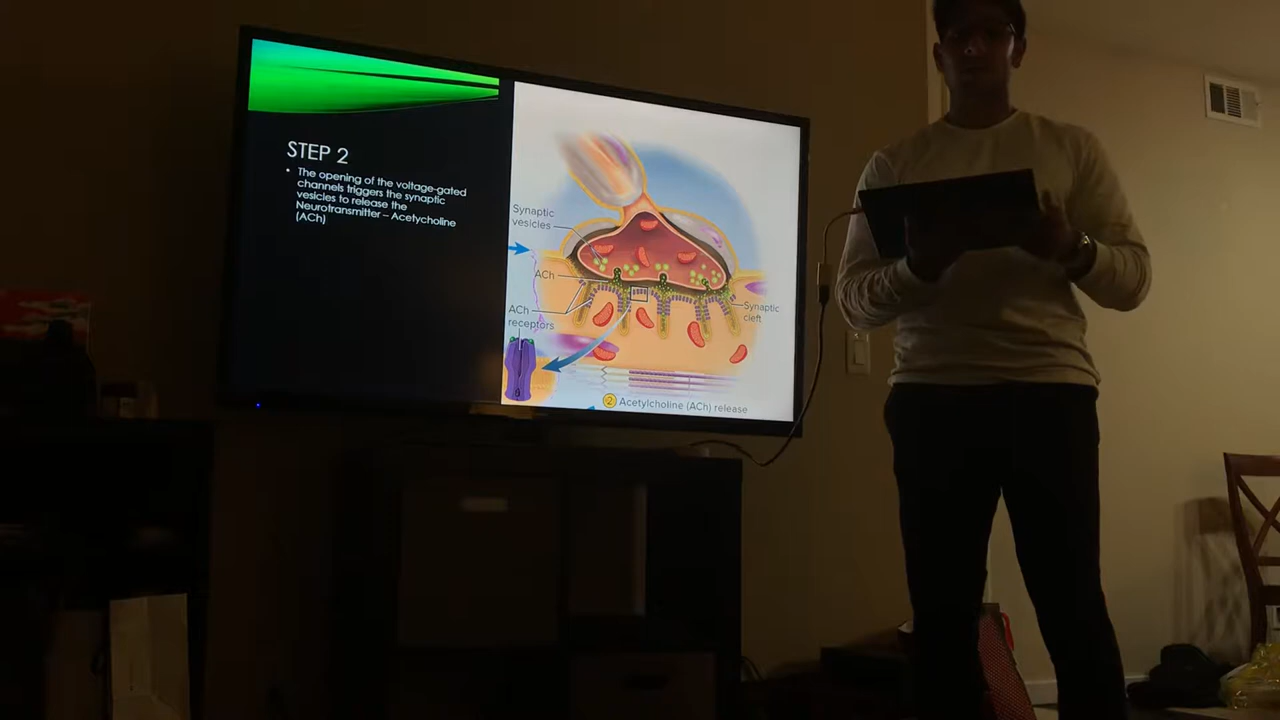 STEP 2
• The opening of the voltage-gated
channels triggers the synaptic
vesicles to release the
Neurotransmitter – Acetycholine
(ACh)
Synaptic
vesicles
ACh
ACh
receptors
Synaptic
cleft
2 Acetylcholine (ACh) release